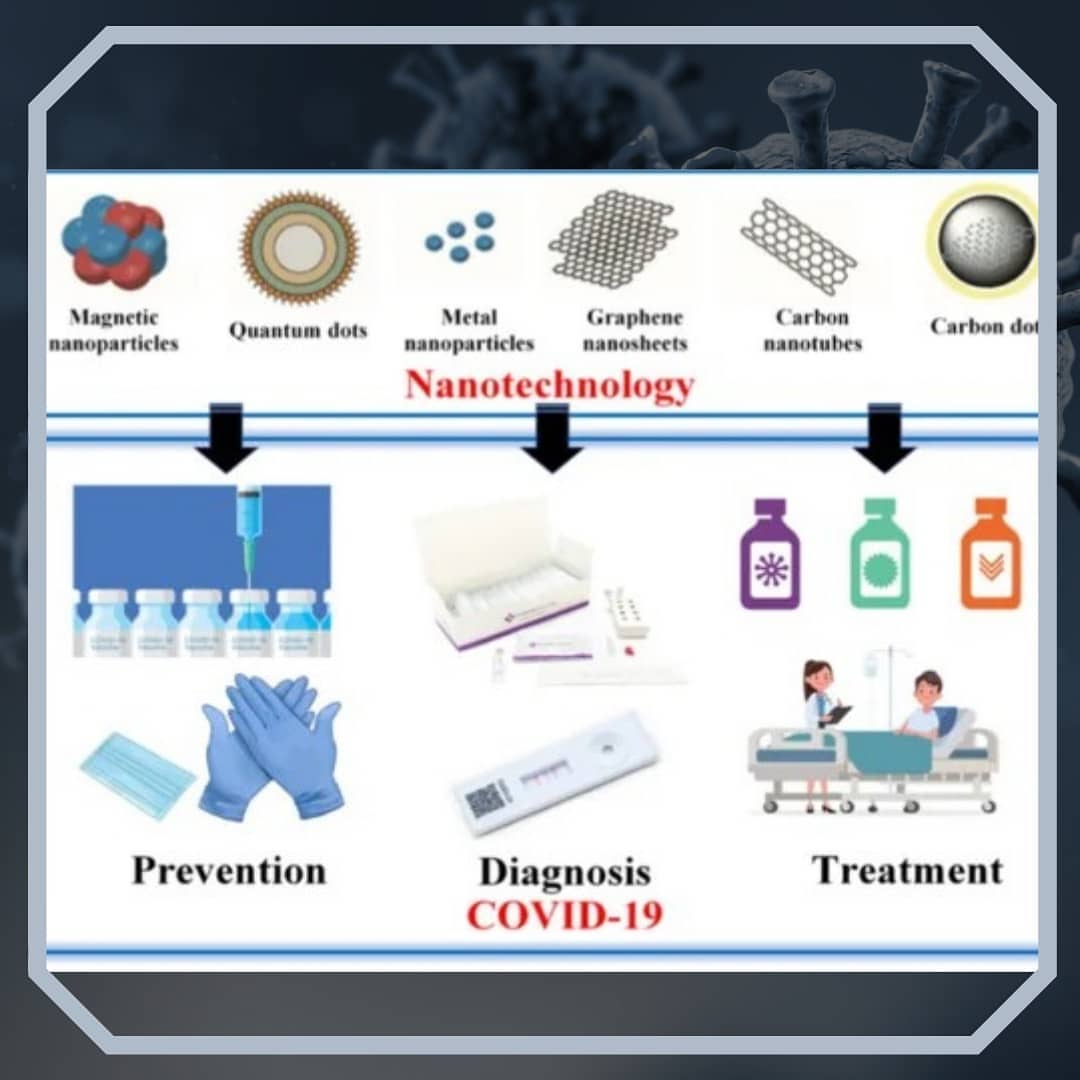 Magnetic
nanoparticles
Quantum dots
Metal
nanoparticles
Graphene
nanosheets
Carbon
nanotubes
Carbon dot
Nanotechnology
Prevention
Diagnosis
Treatment
COVID-19